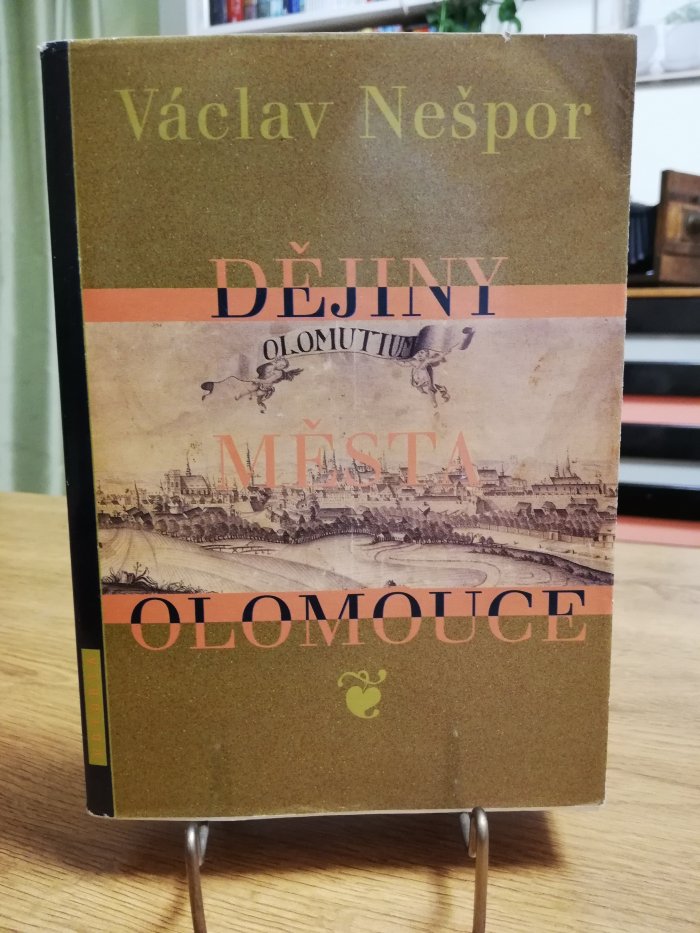 Václav Nešpor
DĚJINY
OLOMUTIUM
MĚSTA
OLOMOUCE